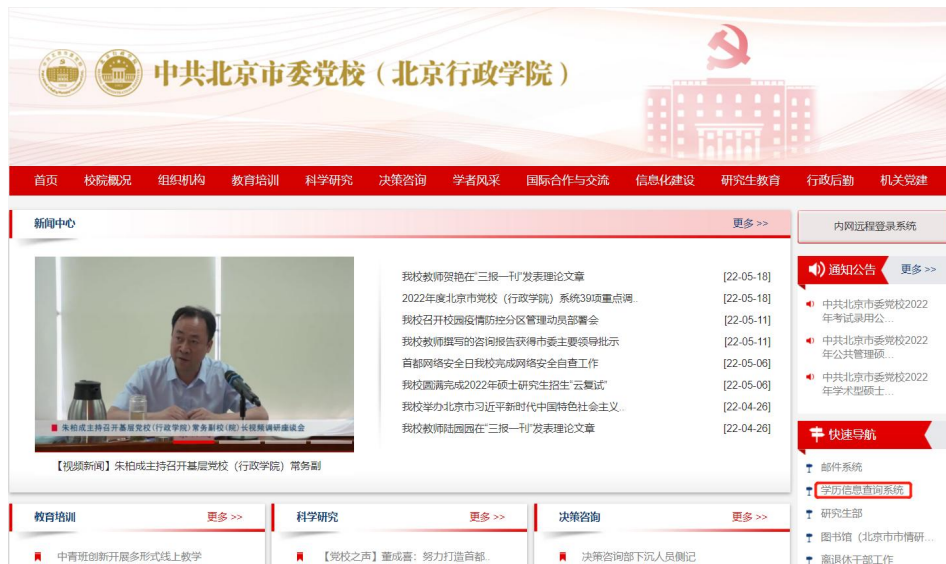 中共北京市委党校（北京行政学院）
首页 校院概况 组织机构 教育培训 科学研究 决策咨询 学者风采 国际合作与交流 信息化建设 研究生教育 行政后勤 机关党建
新闻中心 更多 >>
我校教师贺艳在“三报一刊”发表理论文章 [22-05-18]
2022年度北京市党校（行政学院）系统39项重点调.. [22-05-18]
我校召开校园疫情防控分区管理动员部署会 [22-05-11]
我校教师撰写的咨询报告获得市委主要领导批示 [22-05-11]
首都网络安全日我校完成网络安全自查工作 [22-05-06]
我校圆满完成2022年硕士研究生招生“云复试” [22-05-06]
我校举办北京市习近平新时代中国特色社会主义.. [22-04-26]
我校教师陆园园在“三报一刊”发表理论文章 [22-04-26]
朱柏成主持召开基层党校（行政学院）常务副校（院）长视频调研座谈会
【视频新闻】朱柏成主持召开基层党校（行政学院）常务副
内网远程登录系统
通知公告 更多 >>
中共北京市委党校2022
年考试录用公...
中共北京市委党校2022
年公共管理硕...
中共北京市委党校2022
年学术型硕士...
快速导航
邮件系统
学历信息查询系统
研究生部
图书馆（北京市市情研...
离退休干部工作
教育培训 更多 >>
中青班创新开展多形式线上教学
科学研究 更多 >>
【党校之声】董成喜：努力打造首都..
决策咨询 更多 >>
决策咨询部下沉人员侧记